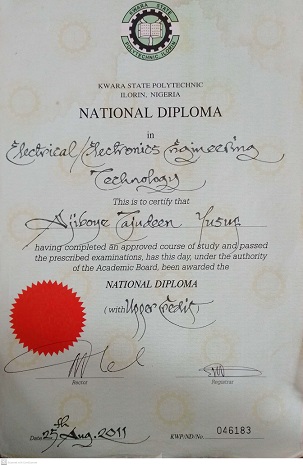 KWARA STATE
POLYTECHNIC ILORIN
KWARA STATE POLYTECHNIC
ILORIN, NIGERIA
NATIONAL DIPLOMA
in
Electrical/Electronics Engineering
Technology
This is to certify that
Ajiboye Tajudeen Yusuf
having completed an approved course of study and passed
the prescribed examinations, has this day, under the authority
of the Academic Board, been awarded the
NATIONAL DIPLOMA
(with Upper Credit)
Rector
Registrar
Date 25th Aug. 2011
KWP/ND/No 046183